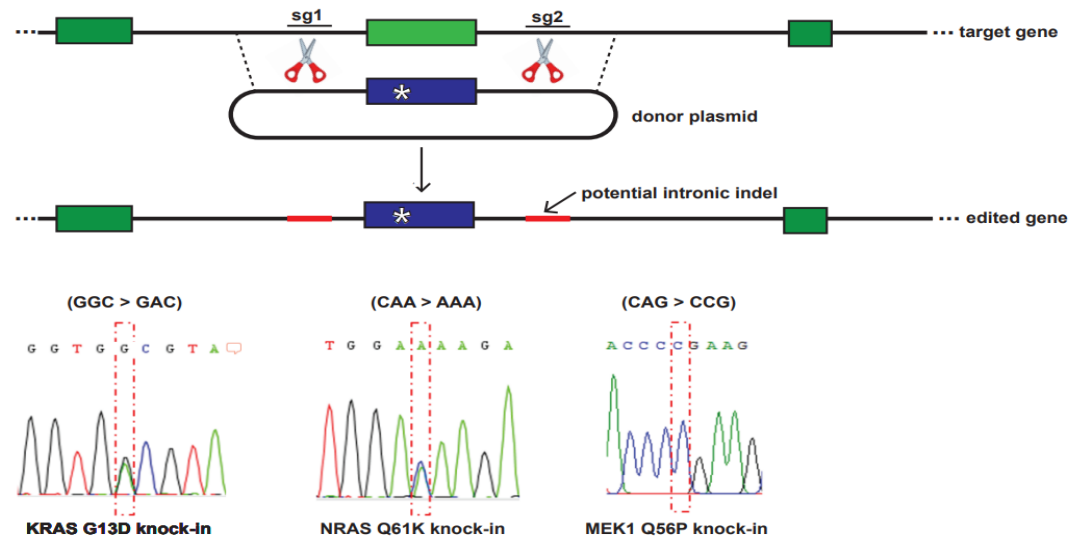 sg1 sg2
... ... target gene
*
donor plasmid
potential intronic indel
... * ... edited gene
(GGC > GAC) (CAA > AAA) (CAG > CCG)
G G T G G C G T A T G G A A A A G A A C C C C G A A G
KRAS G13D knock-in NRAS Q61K knock-in MEK1 Q56P knock-in